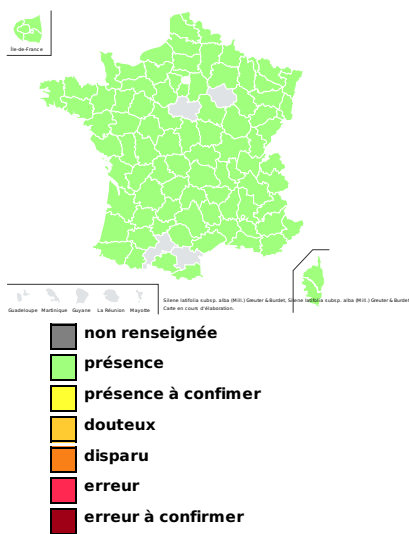 Île-de-France
Guadeloupe Martinique Guyane La Réunion Mayotte
Silene latifolia subsp. alba (Mill.) Greuter & Burdet, Silene latifolia subsp. alba (Mill.) Greuter & Burdet
Carte en cours d'élaboration.
non renseignée
présence
présence à confimer
douteux
disparu
erreur
erreur à confirmer